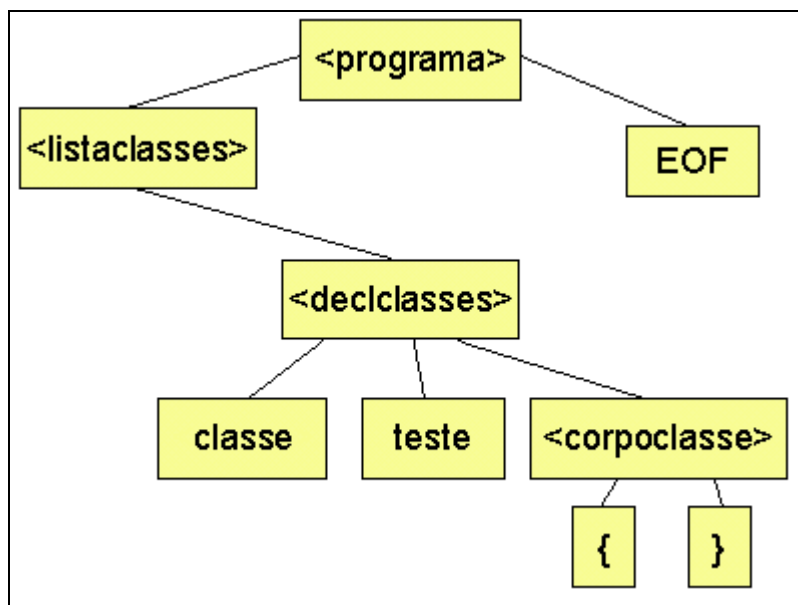 <programa>
<listaclasses>
EOF
<declclasses>
classe
teste
<corpoclasse>
{
}